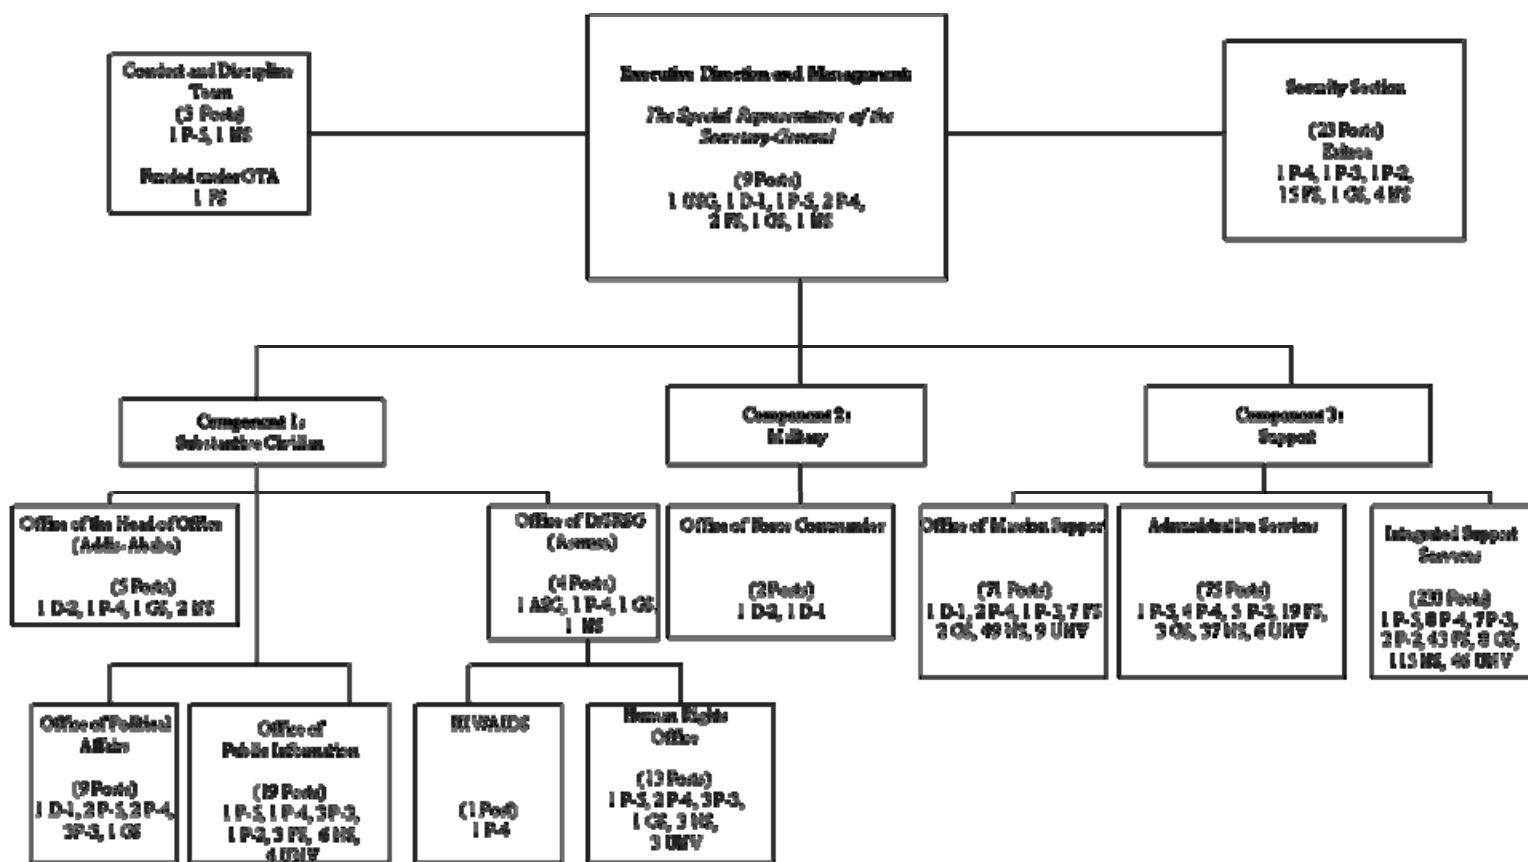 Conduct and Discipline
Team
(3 Posts)
1 P-5, 1 NS
Funded under GTA
1 FS
Executive Direction and Management
The Special Representative of the
Secretary-General
(9 Posts)
1 USG, 1 D-1, 1 P-5, 2 P-4,
2 FS, 1 GS, 1 NS
Security Section
(23 Posts)
1 P-4, 1 P-3, 1 P-2,
15 FS, 1 GS, 4 NS
Component 1:
Substantive Civilian
Component 2:
Military
Component 3:
Support
Office of the Head of Office
(Addis-Ababa)
(5 Posts)
1 D-2, 1 P-4, 1 GS, 2 NS
Office of DSRSG
(Asmara)
(4 Posts)
1 ASG, 1 P-4, 1 GS,
1 NS
Office of Force Commander
(2 Posts)
1 D-2, 1 D-1
Office of Mission Support
(71 Posts)
1 D-1, 2 P-4, 1 P-3, 7 FS
2 GS, 49 NS, 9 UNV
Administrative Services
(75 Posts)
1 P-5, 4 P-4, 5 P-3, 19 FS,
3 GS, 37 NS, 6 UNV
Integrated Support
Services
(230 Posts)
1 P-5, 8 P-4, 7 P-3,
2 P-2, 43 FS, 8 GS,
115 NS, 46 UNV
Office of Political
Affairs
(9 Posts)
1 D-1, 2 P-5, 2 P-4,
3P-3, 1 GS
Office of
Public Information
(19 Posts)
1 P-5, 1 P-4, 3P-3,
1 P-2, 3 FS, 6 NS,
4 UNV
HIV/AIDS
(1 Post)
1 P-4
Human Rights
Office
(13 Posts)
1 P-5, 2 P-4, 3 P-3,
1 GS, 3 NS,
3 UNV